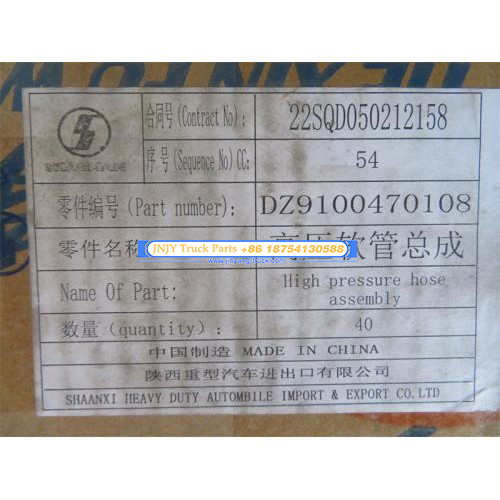 合同号(Contract No): 22SQD050212158
SHACMAN
序号(Sequence No)CC: 54
零件编号(Part number): DZ9100470108
零件名称 高压软管总成
JNJY Truck Parts +86 18754130588
Name Of Part: High pressure hose
assembly
数量(quantity): 40
中国制造 MADE IN CHINA
陕西重型汽车进出口有限公司
SHAANXI HEAVY DUTY AUTOMBILE IMPORT & EXPORT CO.LTD